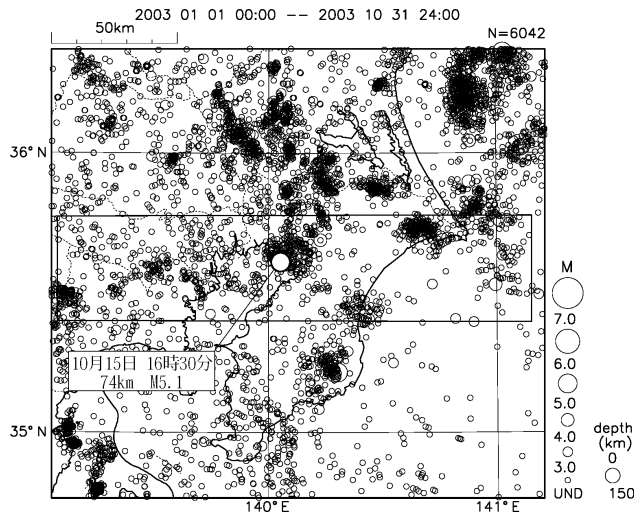 2003 01 01 00:00 -- 2003 10 31 24:00
50km
N=6042
36°N
35°N
140°E
141°E
10月15日 16時30分
74km M5.1
M
7.0
6.0
5.0
4.0
3.0
UND
depth
(km)
0
150